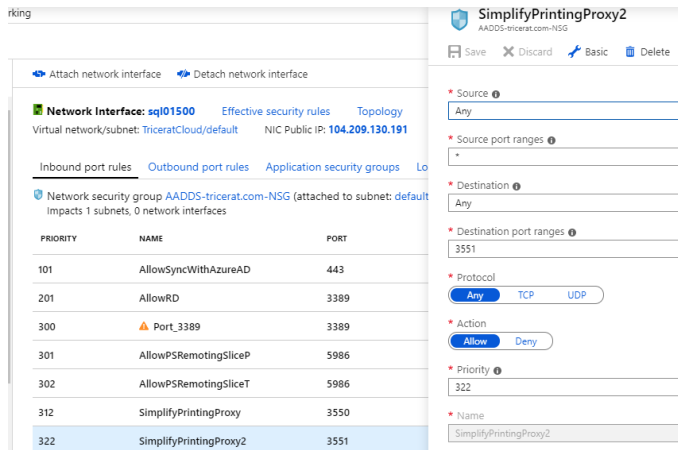 rking
Attach network interface Detach network interface
Network Interface: sql01500 Effective security rules Topology
Virtual network/subnet: TriceratCloud/default NIC Public IP: 104.209.130.191
Inbound port rules Outbound port rules Application security groups Lo
Network security group AADDS-tricerat.com-NSG (attached to subnet: default
Impacts 1 subnets, 0 network interfaces
PRIORITY NAME PORT
101 AllowSyncWithAzureAD 443
201 AllowRD 3389
300 Port_3389 3389
301 AllowPSRemotingSliceP 5986
302 AllowPSRemotingSliceT 5986
312 SimplifyPrintingProxy 3550
322 SimplifyPrintingProxy2 3551
SimplifyPrintingProxy2
AADDS-tricerat.com-NSG
Save Discard Basic Delete
* Source
Any
* Source port ranges
*
* Destination
Any
* Destination port ranges
3551
* Protocol
Any TCP UDP
* Action
Allow Deny
* Priority
322
* Name
SimplifyPrintingProxy2